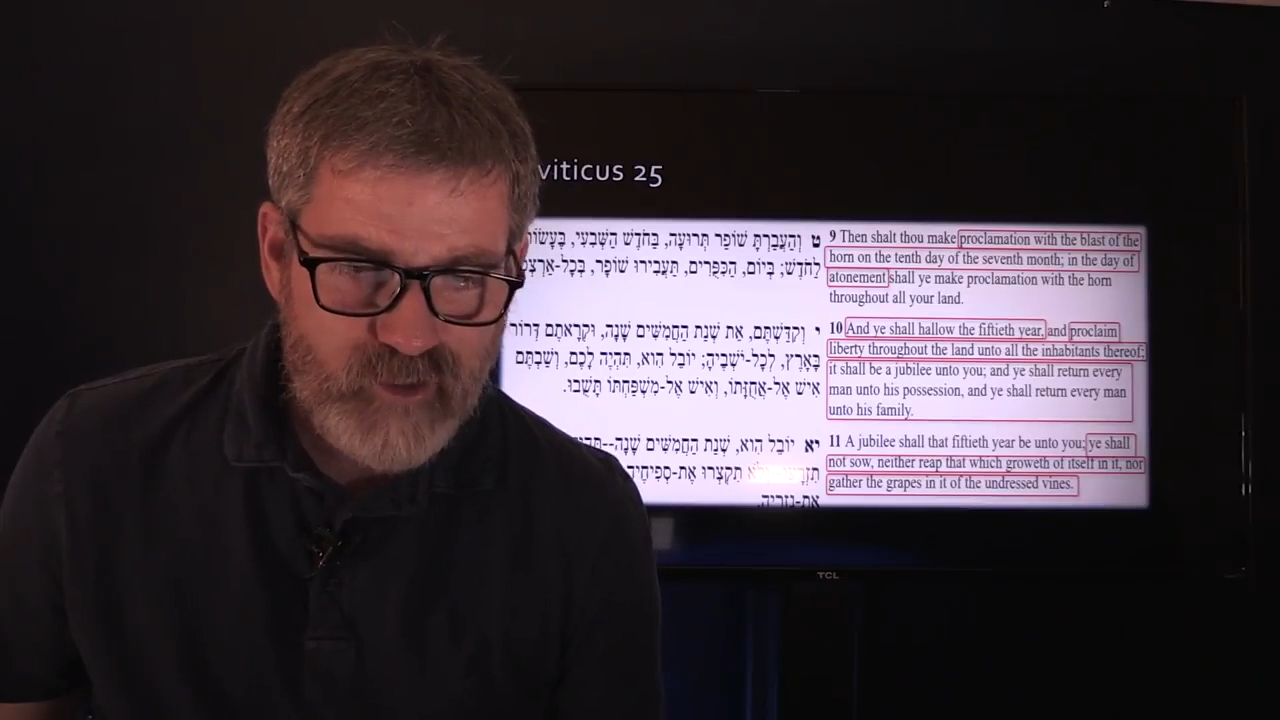 viticus 25
ט וְהַעֲבַרְתָּ שׁוֹפַר תְּרוּעָה, בַּחֹדֶשׁ הַשְּׁבִעִי, בֶּעָשׂוֹר
לַחֹדֶשׁ; בְּיוֹם, הַכִּפֻּרִים, תַּעֲבִירוּ שׁוֹפָר, בְּכָל-אַרְצְכֶ
9 Then shalt thou make proclamation with the blast of the
horn on the tenth day of the seventh month; in the day of
atonement shall ye make proclamation with the horn
throughout all your land.
י וְקִדַּשְׁתֶּם, אֵת שְׁנַת הַחֲמִשִּׁים שָׁנָה, וּקְרָאתֶם דְּרוֹר
בָּאָרֶץ, לְכָל-יֹשְׁבֶיהָ; יוֹבֵל הִוא, תִּהְיֶה לָכֶם, וְשַׁבְתֶּם
אִישׁ אֶל-אֲחֻזָּתוֹ, וְאִישׁ אֶל-מִשְׁפַּחְתּוֹ תָּשֻׁבוּ.
10 And ye shall hallow the fiftieth year, and proclaim
liberty throughout the land unto all the inhabitants thereof;
it shall be a jubilee unto you; and ye shall return every
man unto his possession, and ye shall return every man
unto his family.
יא יוֹבֵל הִוא, שְׁנַת הַחֲמִשִּׁים שָׁנָה--
תִקְצְרוּ אֶת-סְפִיחֶיהָ
אֶת-נְזִרֶיהָ.
11 A jubilee shall that fiftieth year be unto you; ye shall
not sow, neither reap that which groweth of itself in it, nor
gather the grapes in it of the undressed vines.
TCL